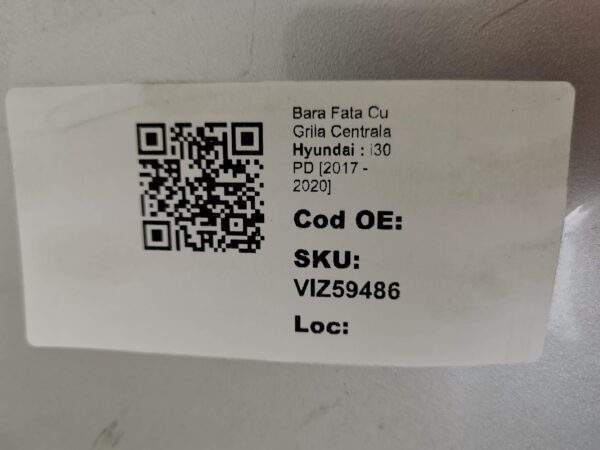 Bara Fata Cu
Grila Centrala
Hyundai : i30
PD [2017 -
2020]
Cod OE:
SKU:
VIZ59486
Loc: